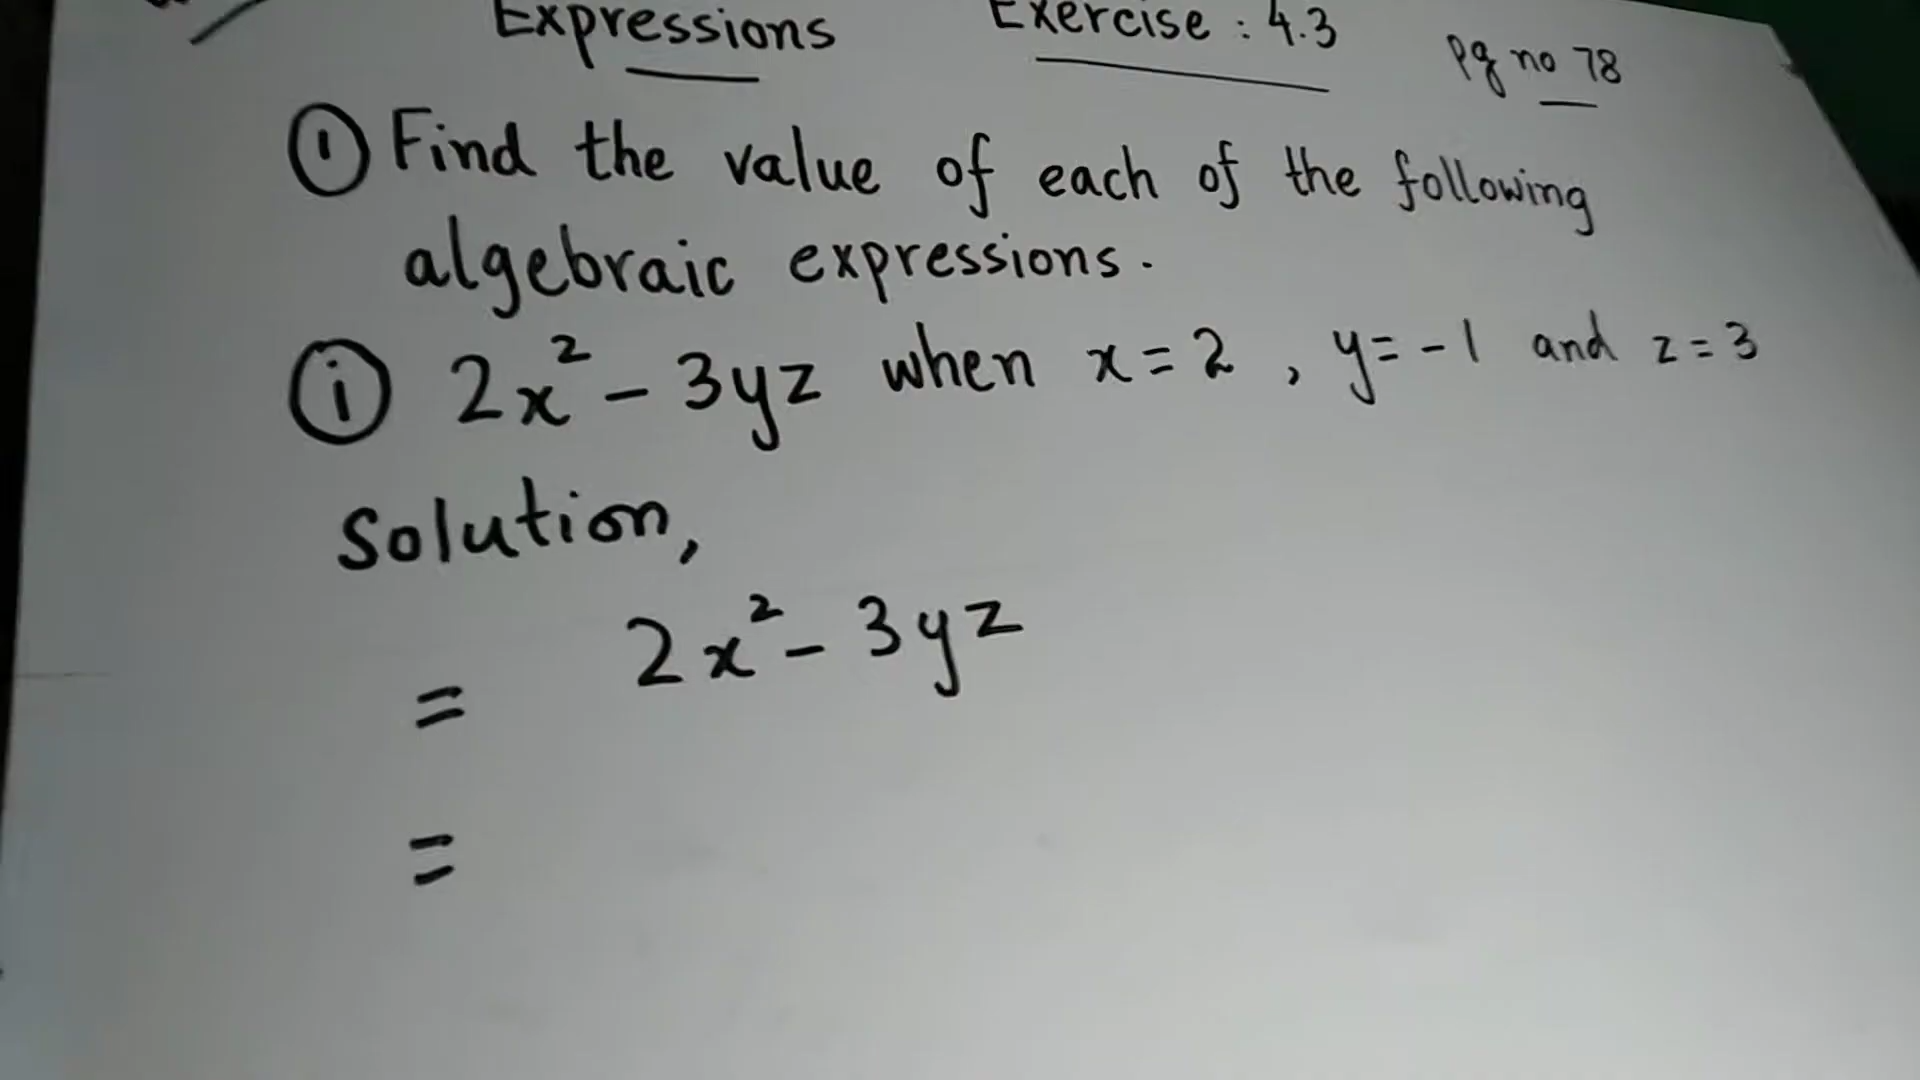 Expressions Exercise : 4.3 Pg no 78
① Find the value of each of the following
algebraic expressions.
ⓘ 2x² - 3yz when x = 2 , y = -1 and z = 3
Solution,
2x² - 3yz
=
=